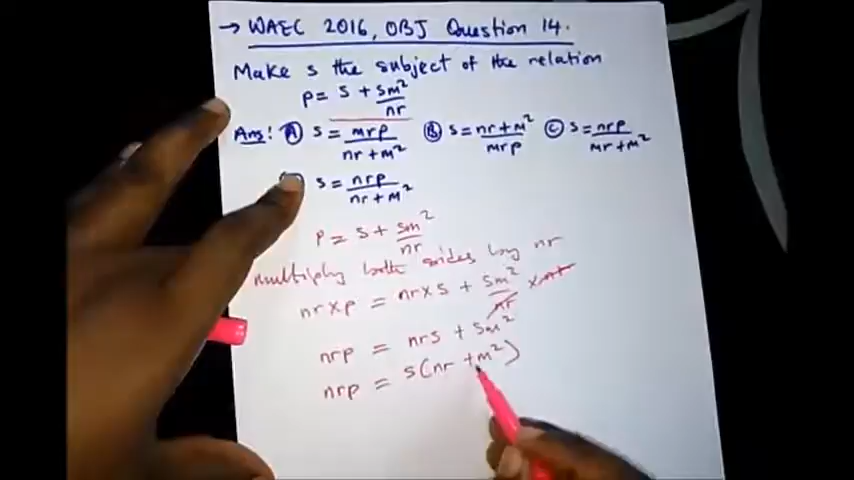 → WAEC 2016, OBJ Question 14.
Make s the subject of the relation
P = S + sm²/nr
Ans: Ⓐ S = mrp/nr + m² Ⓑ S = nr + m²/mrp Ⓒ S = nrp/mr + m²
S = nrp/nr + m²
P = S + sm²/nr
multiply both sides by nr
nr × p = nr × s + sm²/nr × nr
nrp = nrs + sm²
nrp = s(nr + m²)